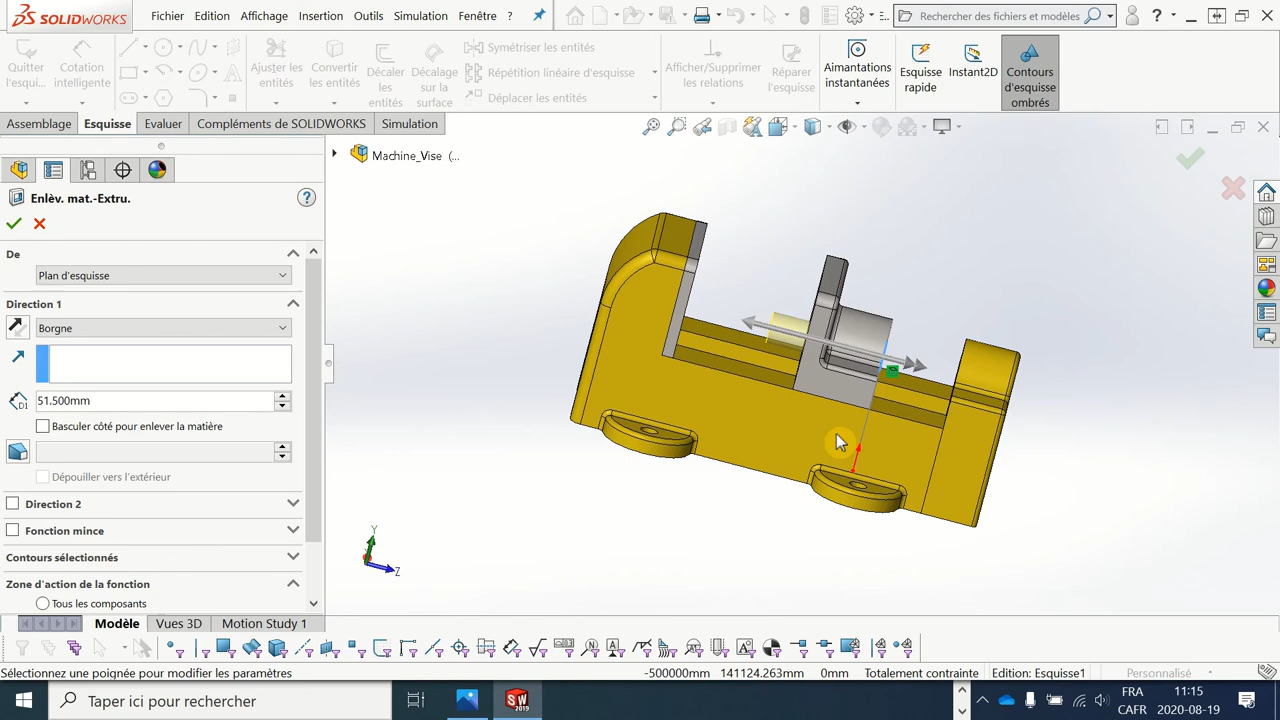 SOLIDWORKS
Fichier Edition Affichage Insertion Outils Simulation Fenêtre ?
Rechercher des fichiers et modèles
?
Quitter l'esqui... Cotation intelligente
Ajuster les entités Convertir les entités Décaler les entités Décalage sur la surface
Symétriser les entités
Répétition linéaire d'esquisse
Déplacer les entités
Afficher/Supprimer les relations Réparer l'esquisse Aimantations instantanées Esquisse rapide Instant2D Contours d'esquisse ombrés
Assemblage Esquisse Evaluer Compléments de SOLIDWORKS Simulation
Machine_Vise (...
Enlèv. mat.-Extru.
?
De
Plan d'esquisse
Direction 1
Borgne
D1
51.500mm
Basculer côté pour enlever la matière
Dépouiller vers l'extérieur
Direction 2
Fonction mince
Contours sélectionnés
Zone d'action de la fonction
Tous les composants
Y
Z
Modèle Vues 3D Motion Study 1
Sélectionnez une poignée pour modifier les paramètres
-500000mm 141124.263mm 0mm Totalement contrainte Edition: Esquisse1 Personnalisé
Taper ici pour rechercher
SW
2019
FRA
CAFR
11:15
2020-08-19